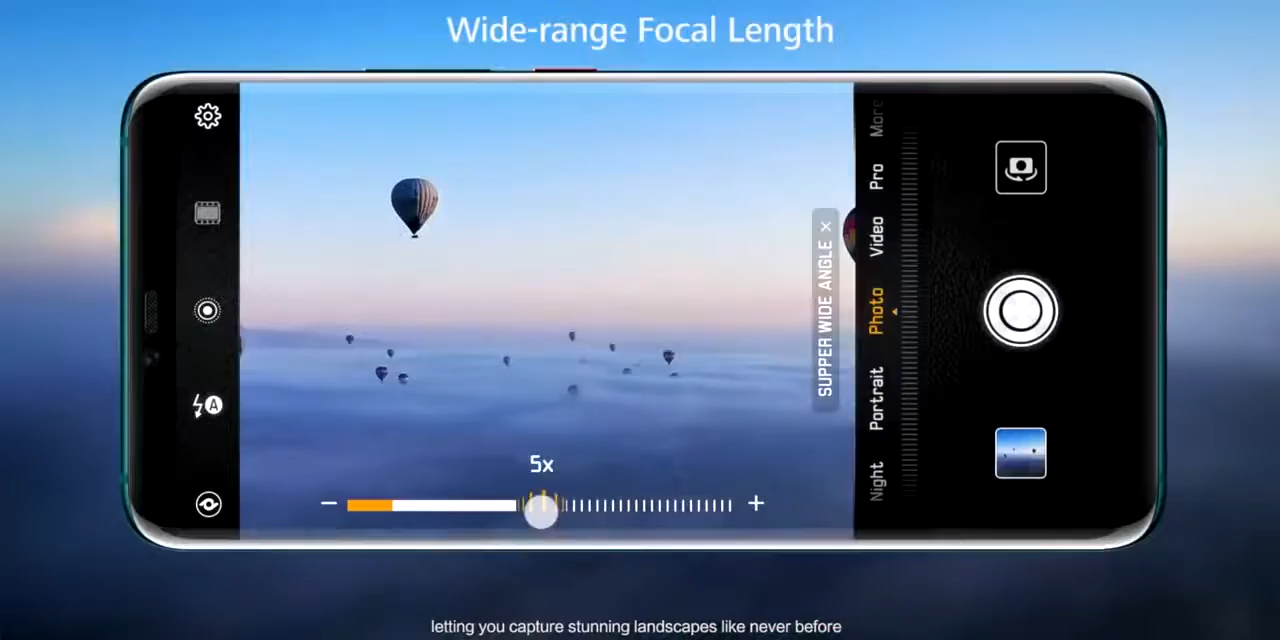 Wide-range Focal Length
More
Pro
Video
Photo
Portrait
Night
SUPPER WIDE ANGLE ×
A
5x
− +
letting you capture stunning landscapes like never before